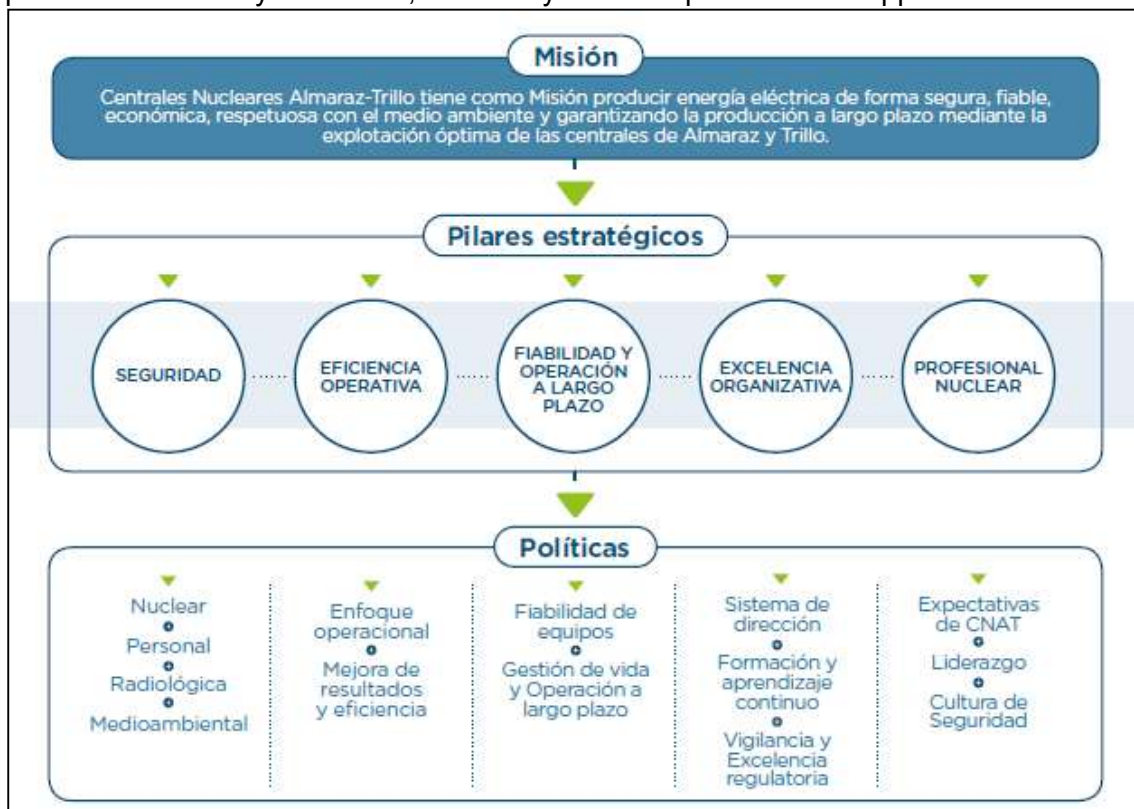 Misión
Centrales Nucleares Almaraz-Trillo tiene como Misión producir energía eléctrica de forma segura, fiable,
económica, respetuosa con el medio ambiente y garantizando la producción a largo plazo mediante la
explotación óptima de las centrales de Almaraz y Trillo.
Pilares estratégicos
SEGURIDAD
EFICIENCIA
OPERATIVA
FIABILIDAD Y
OPERACIÓN
A LARGO
PLAZO
EXCELENCIA
ORGANIZATIVA
PROFESIONAL
NUCLEAR
Políticas
Nuclear
Personal
Radiológica
Medioambiental
Enfoque
operacional
Mejora de
resultados
y eficiencia
Fiabilidad de
equipos
Gestión de vida
y Operación a
largo plazo
Sistema de
dirección
Formación y
aprendizaje
continuo
Vigilancia y
Excelencia
regulatoria
Expectativas
de CNAT
Liderazgo
Cultura de
Seguridad